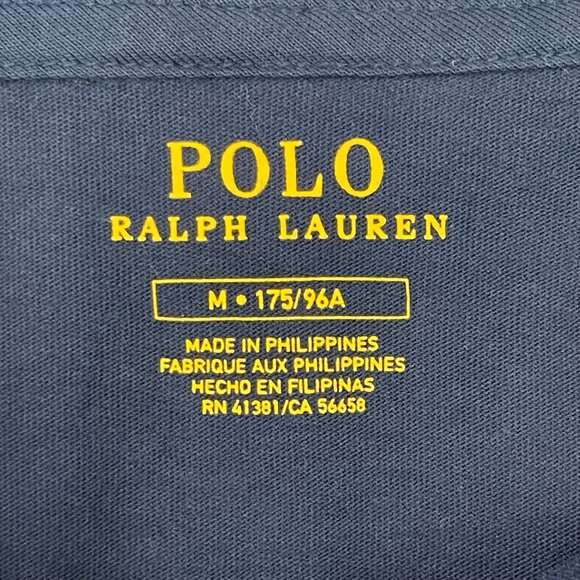 POLO
RALPH LAUREN
M • 175/96A
MADE IN PHILIPPINES
FABRIQUE AUX PHILIPPINES
HECHO EN FILIPINAS
RN 41381/CA 56658